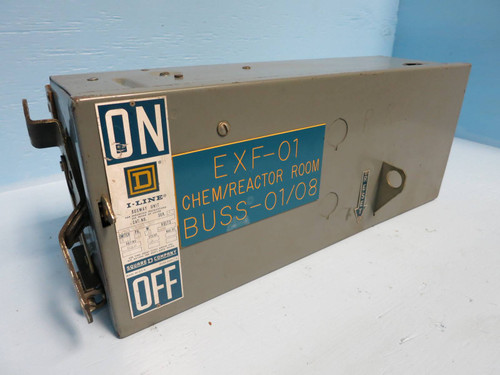 ON
D
I-LINE
BUSWAY UNIT
SQUARE D COMPANY
OFF
EXF-01
CHEM/REACTOR ROOM
BUSS-01/08